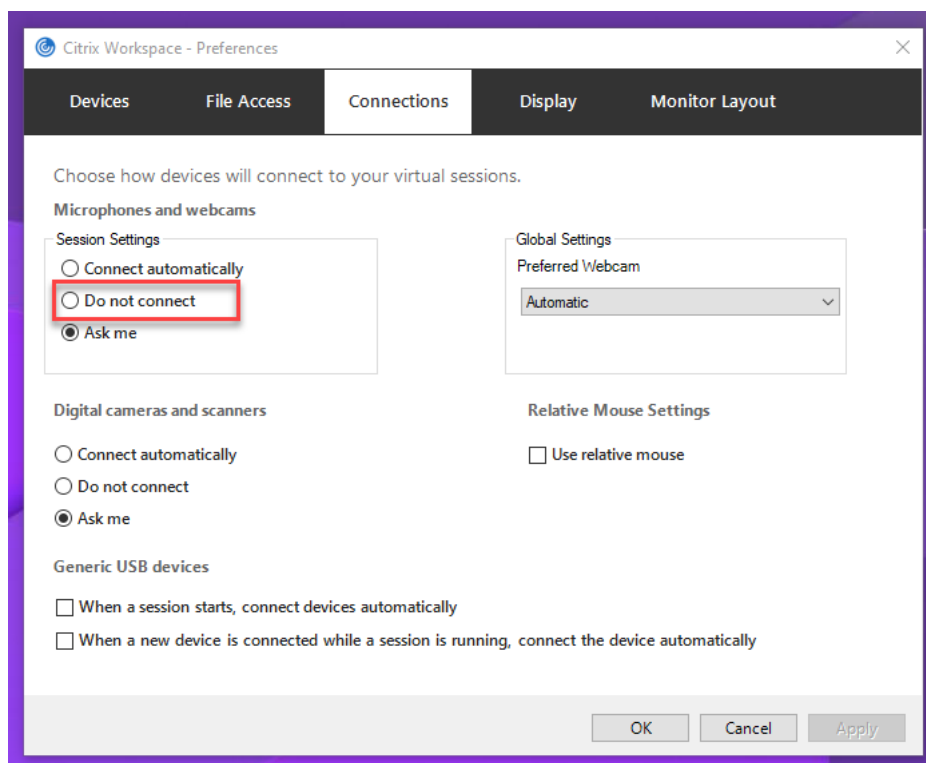 Citrix Workspace - Preferences
Devices File Access Connections Display Monitor Layout
Choose how devices will connect to your virtual sessions.
Microphones and webcams
Session Settings
Connect automatically
Do not connect
Ask me
Global Settings
Preferred Webcam
Automatic
Digital cameras and scanners
Connect automatically
Do not connect
Ask me
Relative Mouse Settings
Use relative mouse
Generic USB devices
When a session starts, connect devices automatically
When a new device is connected while a session is running, connect the device automatically
OK Cancel Apply